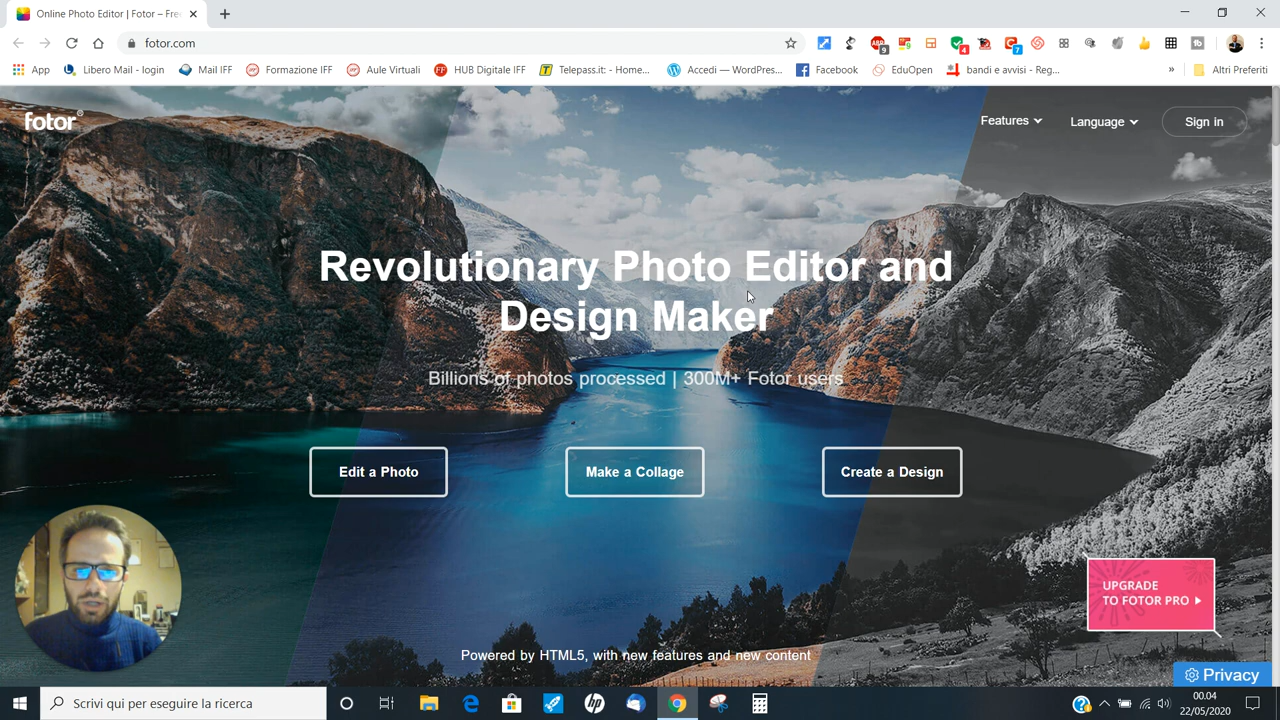 Online Photo Editor | Fotor – Fre
fotor.com
9
9
4
7
App
Libero Mail - login
Mail IFF
Formazione IFF
Aule Virtuali
HUB Digitale IFF
Telepass.it: - Home...
Accedi — WordPres...
Facebook
EduOpen
bandi e avvisi - Reg...
»
Altri Preferiti
fotor®
Features
Language
Sign in
Revolutionary Photo Editor and
Design Maker
Billions of photos processed | 300M+ Fotor users
Edit a Photo
Make a Collage
Create a Design
UPGRADE
TO FOTOR PRO
Powered by HTML5, with new features and new content
Privacy
Scrivi qui per eseguire la ricerca
00.04
22/05/2020